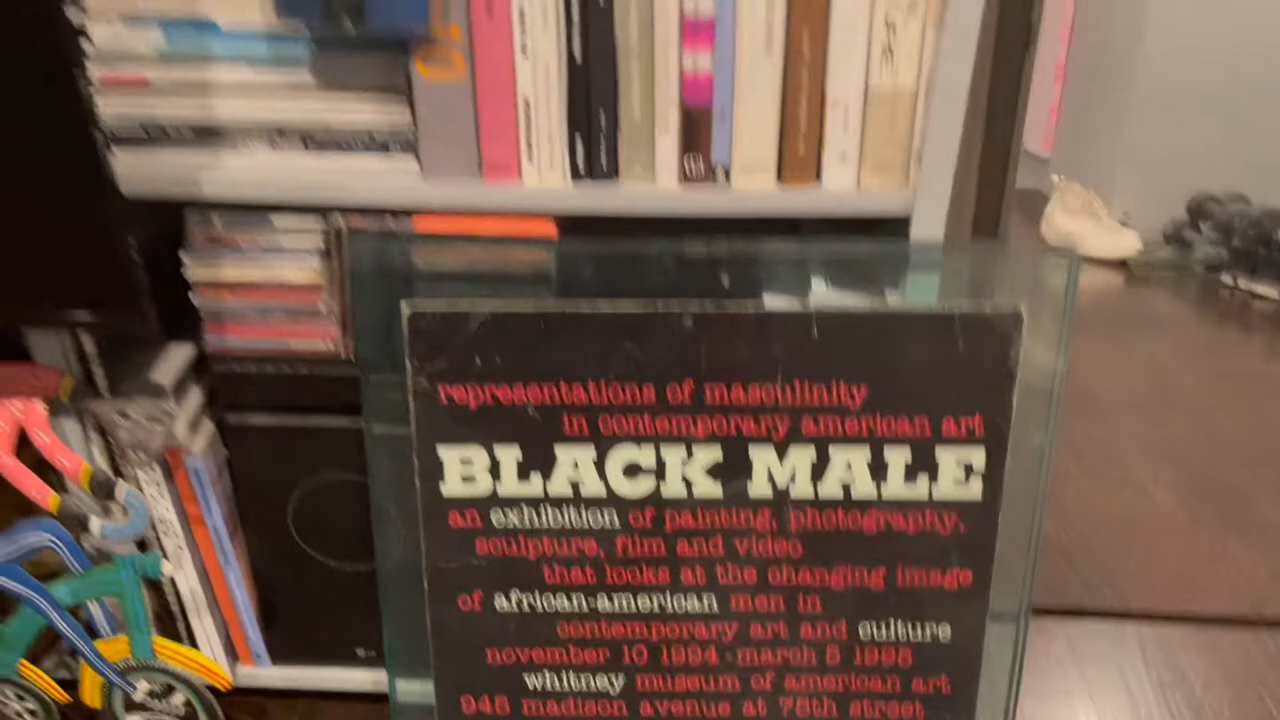 representations of masculinity
in contemporary american art
BLACK MALE
an exhibition of painting, photography,
sculpture, film and video
that looks at the changing image
of african-american men in
contemporary art and culture
november 10 1994 - march 5 1995
whitney museum of american art
945 madison avenue at 75th street